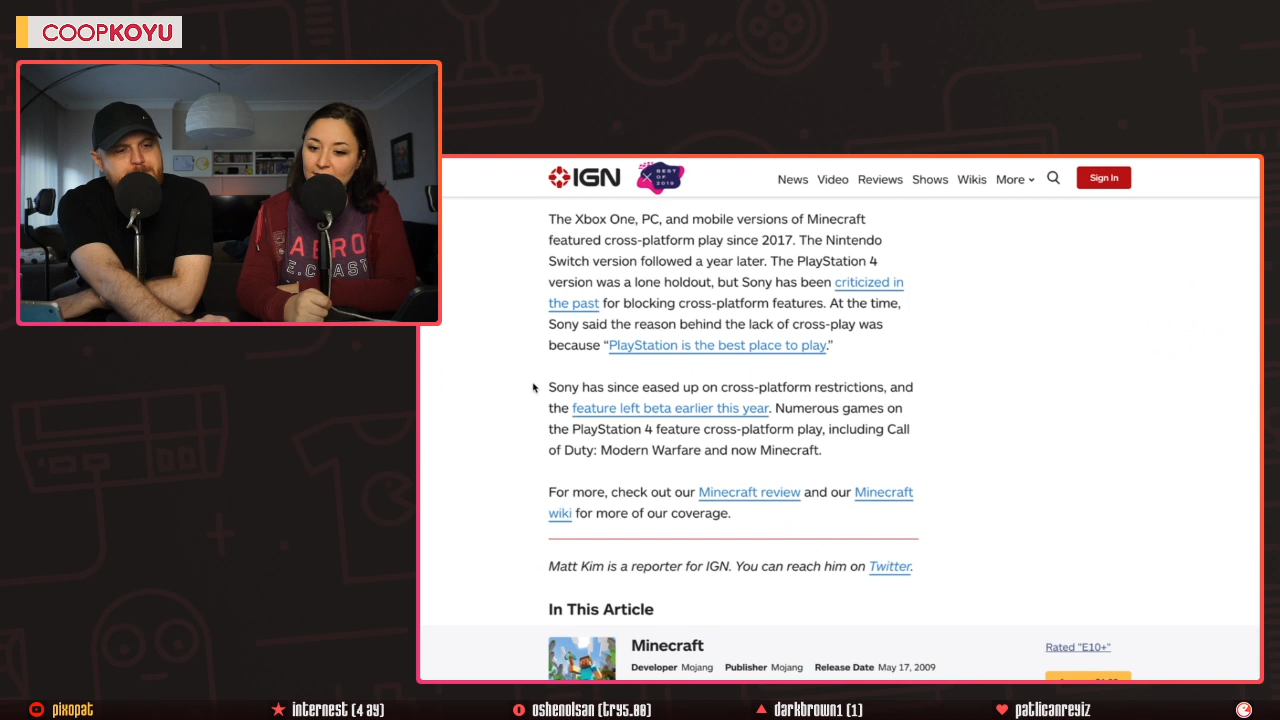 COOPKOYU
AERO
E.C.AST
IGN
BEST
OF
2019
News Video Reviews Shows Wikis More
Sign In
The Xbox One, PC, and mobile versions of Minecraft
featured cross-platform play since 2017. The Nintendo
Switch version followed a year later. The PlayStation 4
version was a lone holdout, but Sony has been criticized in
the past for blocking cross-platform features. At the time,
Sony said the reason behind the lack of cross-play was
because “PlayStation is the best place to play.”
Sony has since eased up on cross-platform restrictions, and
the feature left beta earlier this year. Numerous games on
the PlayStation 4 feature cross-platform play, including Call
of Duty: Modern Warfare and now Minecraft.
For more, check out our Minecraft review and our Minecraft
wiki for more of our coverage.
Matt Kim is a reporter for IGN. You can reach him on Twitter.
In This Article
Minecraft
Rated "E10+"
Developer Mojang Publisher Mojang Release Date May 17, 2009
pixopat internest (4 ay) oshenolsan (try5.00) darkbrown1 (1) patlicanreyiz